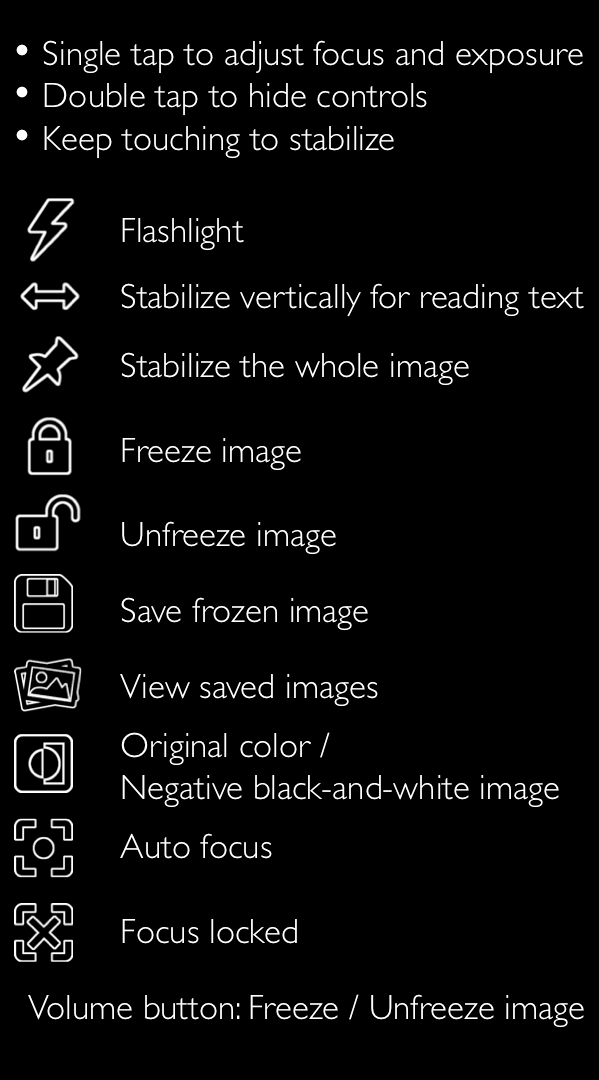 • Single tap to adjust focus and exposure
• Double tap to hide controls
• Keep touching to stabilize
Flashlight
Stabilize vertically for reading text
Stabilize the whole image
Freeze image
Unfreeze image
Save frozen image
View saved images
Original color /
Negative black-and-white image
Auto focus
Focus locked
Volume button: Freeze / Unfreeze image